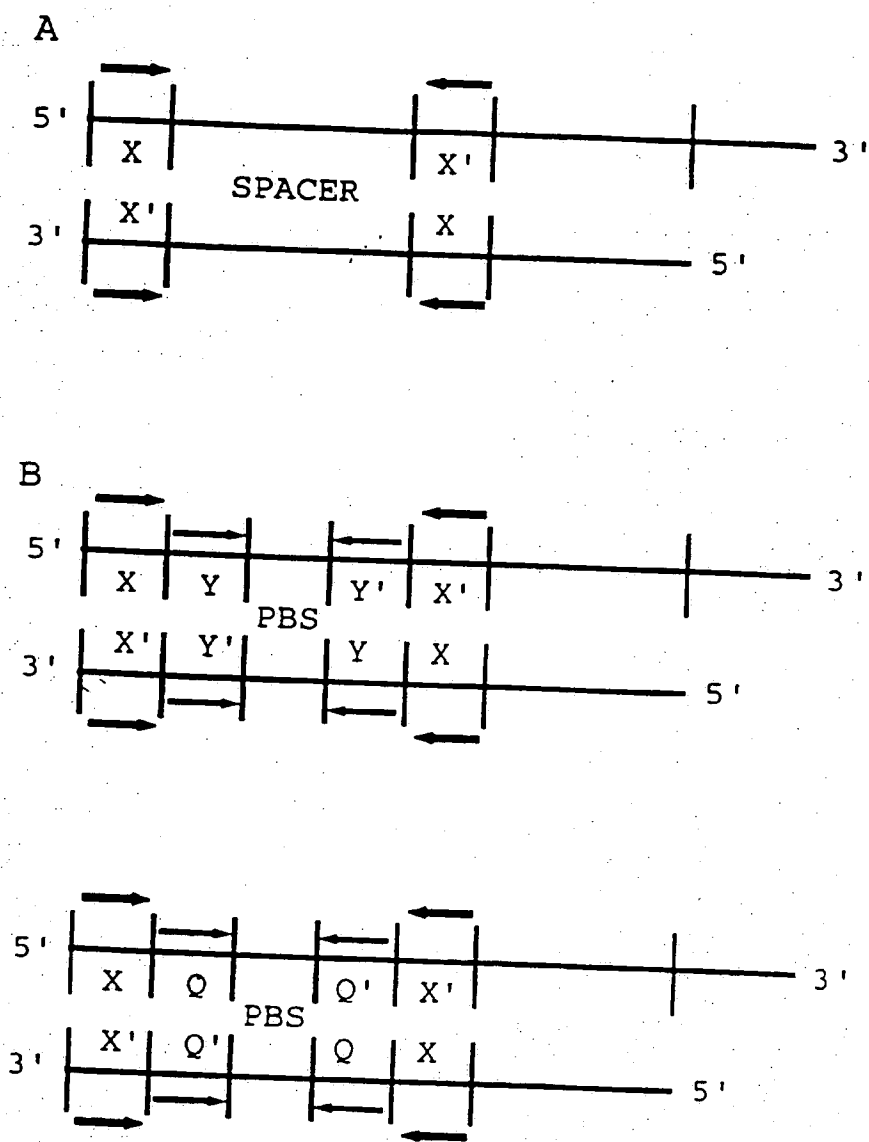 A
5' 3'
X X'
SPACER
X' X
3' 5'
B
5' 3'
X Y Y' X'
PBS
X' Y' Y X
3' 5'
5' 3'
X Q Q' X'
PBS
X' Q' Q X
3' 5'